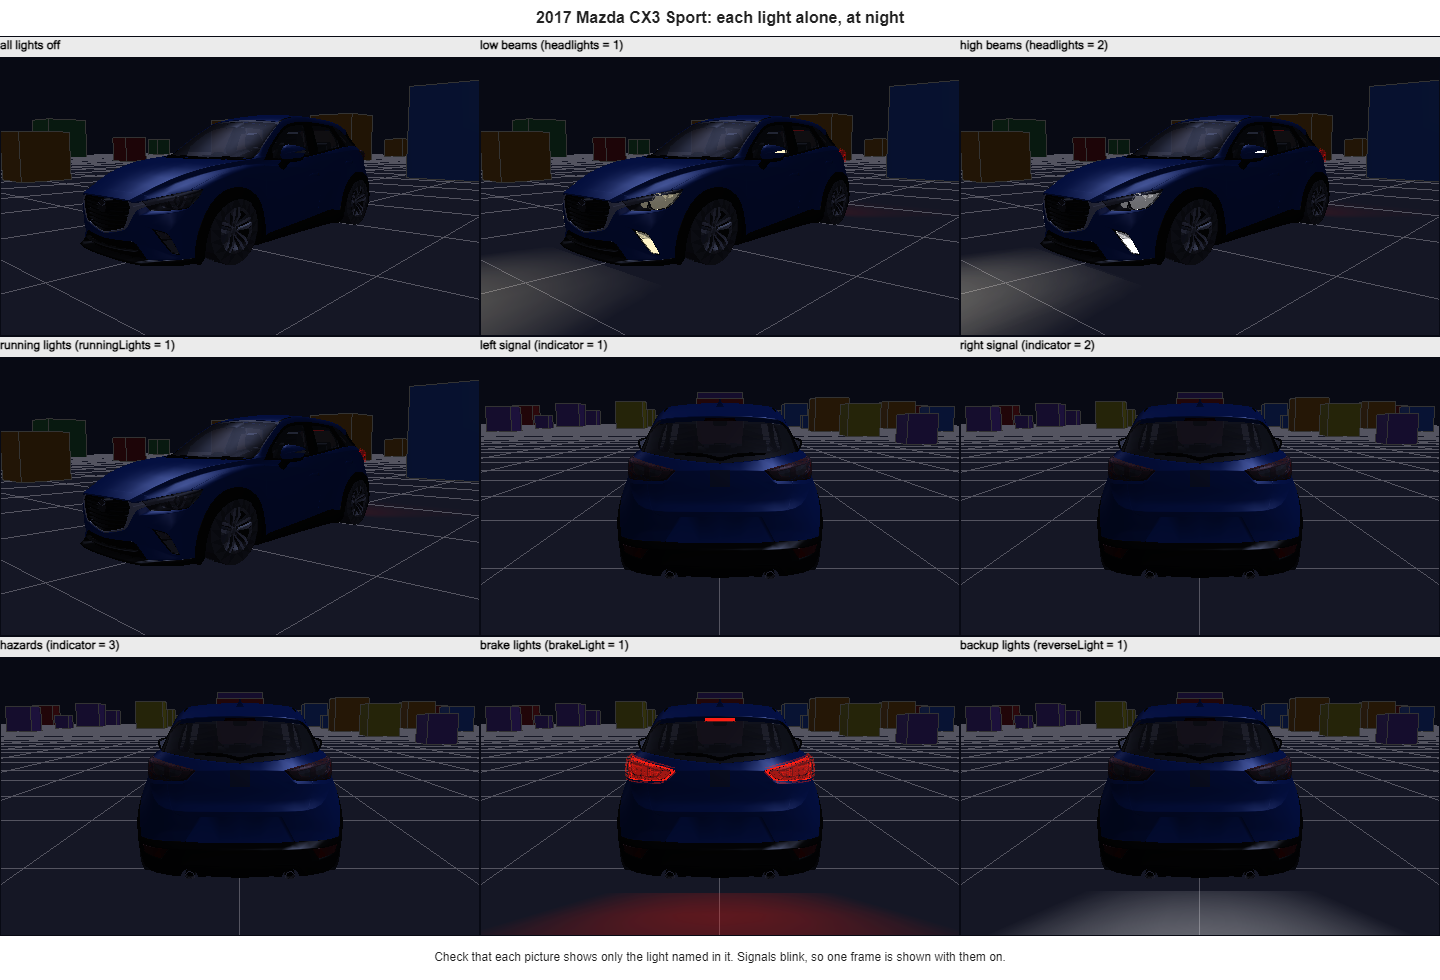 2017 Mazda CX3 Sport: each light alone, at night
all lights off
low beams (headlights = 1)
high beams (headlights = 2)
running lights (runningLights = 1)
left signal (indicator = 1)
right signal (indicator = 2)
hazards (indicator = 3)
brake lights (brakeLight = 1)
backup lights (reverseLight = 1)
Check that each picture shows only the light named in it. Signals blink, so one frame is shown with them on.